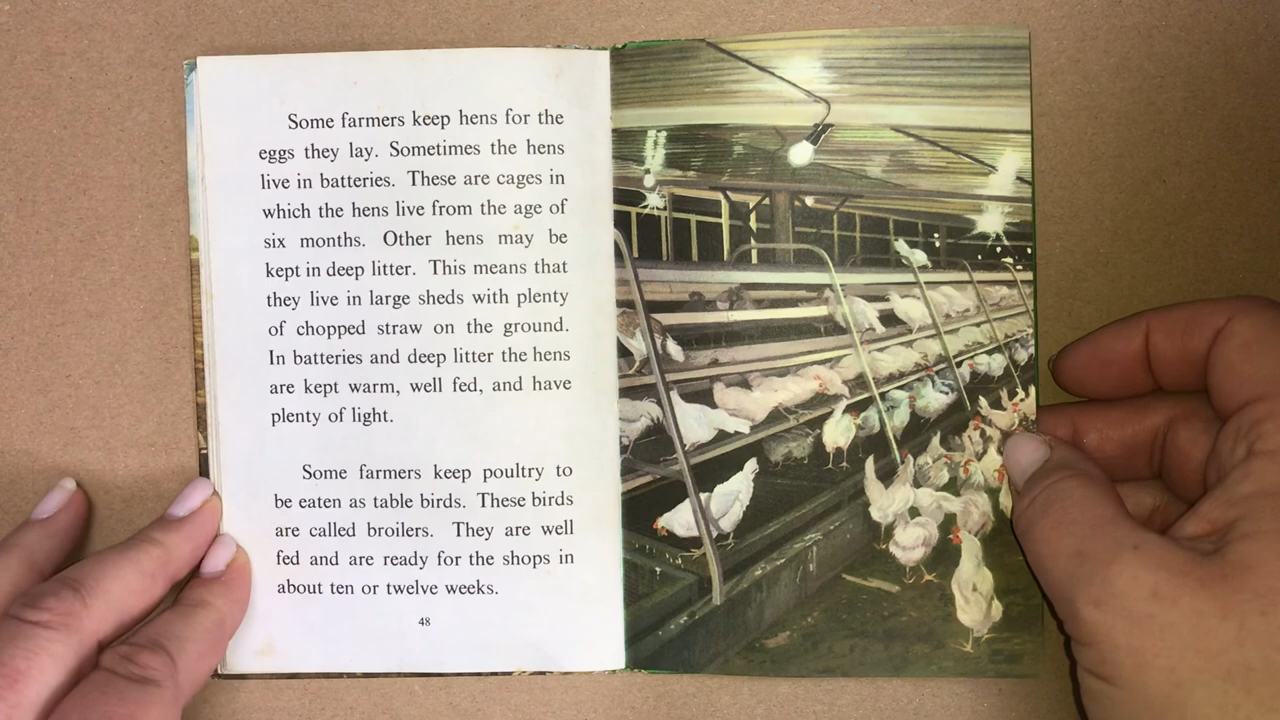 Some farmers keep hens for the
eggs they lay. Sometimes the hens
live in batteries. These are cages in
which the hens live from the age of
six months. Other hens may be
kept in deep litter. This means that
they live in large sheds with plenty
of chopped straw on the ground.
In batteries and deep litter the hens
are kept warm, well fed, and have
plenty of light.
Some farmers keep poultry to
be eaten as table birds. These birds
are called broilers. They are well
fed and are ready for the shops in
about ten or twelve weeks.
48